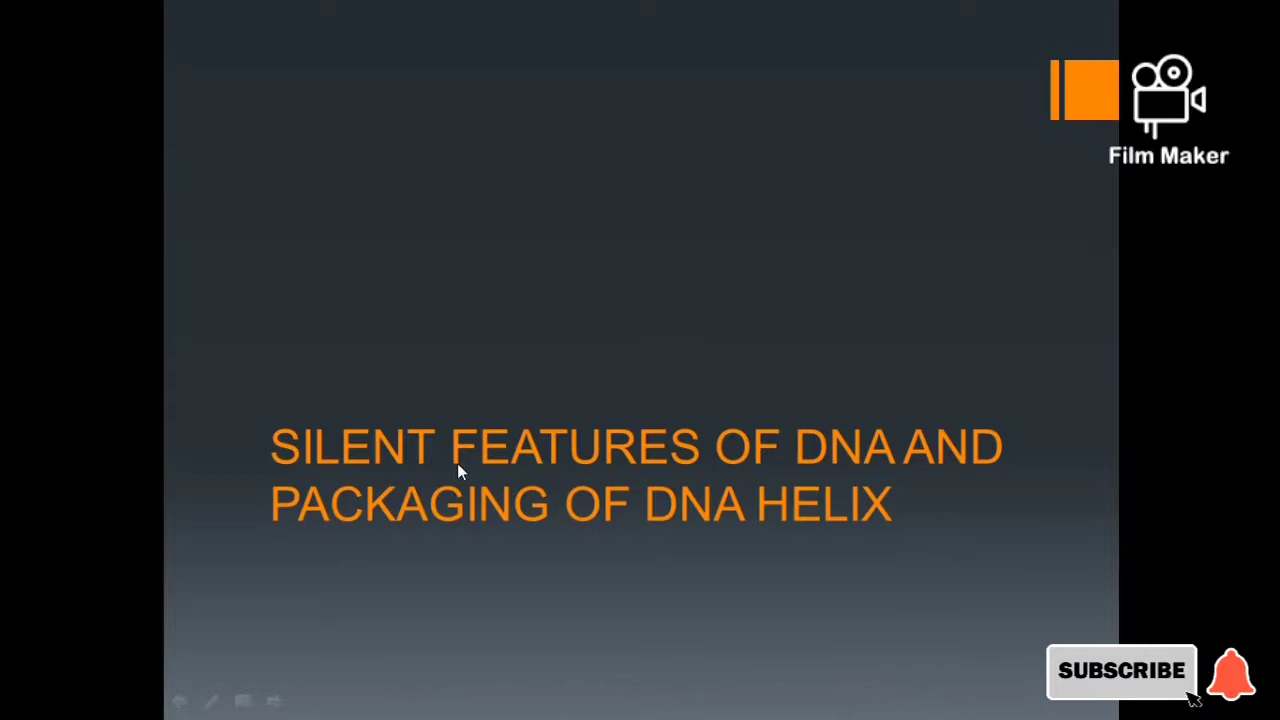 Film Maker
SILENT FEATURES OF DNA AND
PACKAGING OF DNA HELIX
SUBSCRIBE